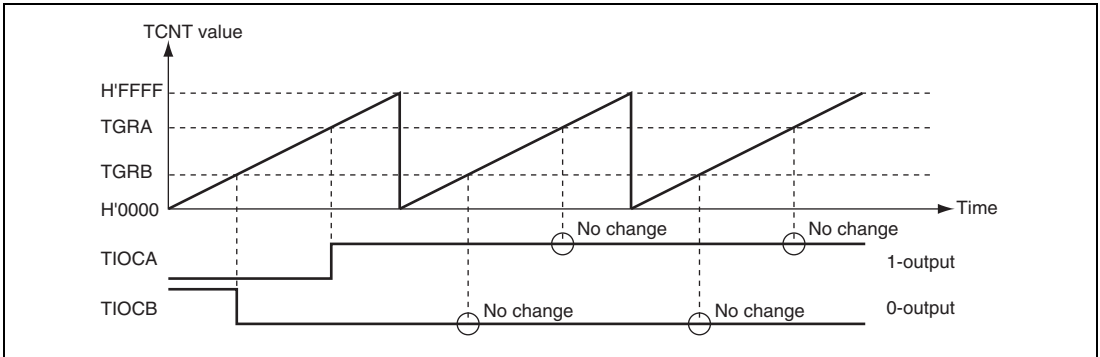 TCNT value
H'FFFF
TGRA
TGRB
H'0000
Time
No change
No change
TIOCA
1-output
No change
No change
TIOCB
0-output